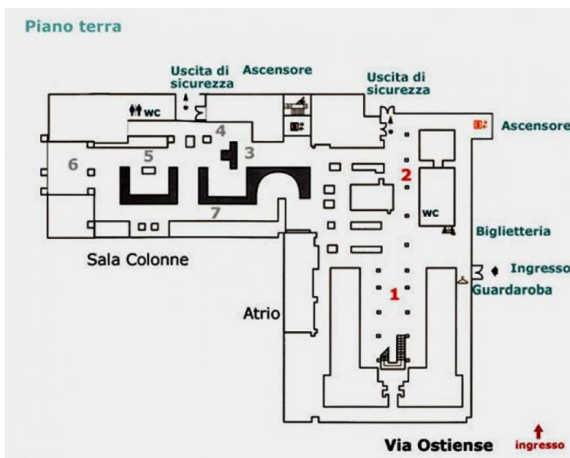 Piano terra
Uscita di
sicurezza
Ascensore
Uscita di
sicurezza
wc
4
3
5
6
7
Ascensore
2
wc
Biglietteria
Ingresso
Guardaroba
1
Sala Colonne
Atrio
Via Ostiense
ingresso